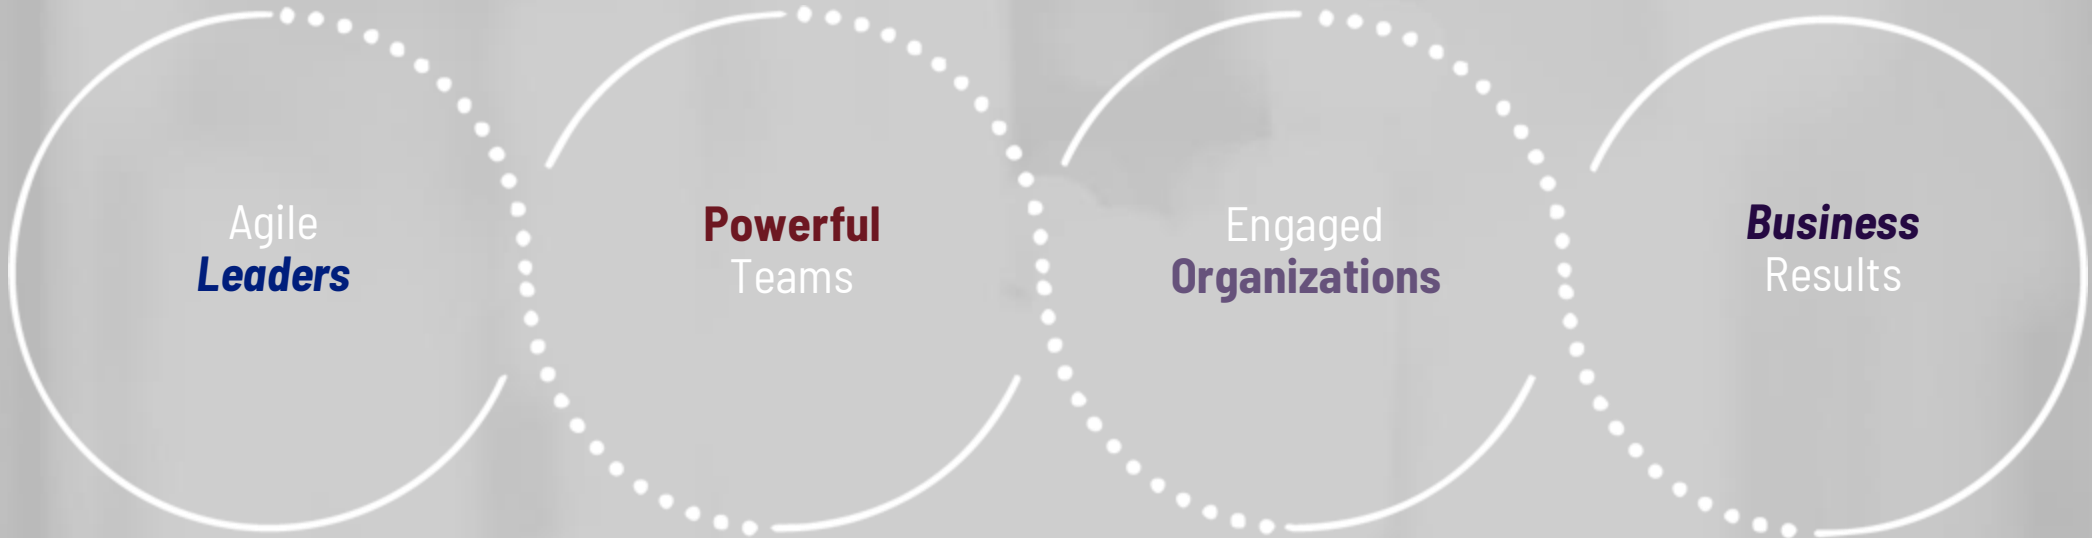 Agile
Leaders
Powerful
Teams
Engaged
Organizations
Business
Results